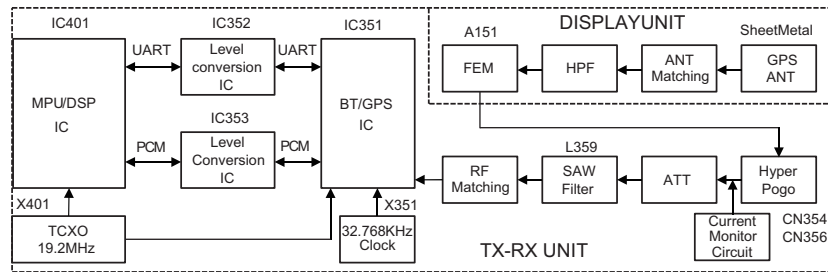 IC401
IC352
IC351
DISPLAYUNIT
A151
SheetMetal
UART
Level
conversion
IC
UART
FEM
HPF
ANT
Matching
GPS
ANT
MPU/DSP
IC
BT/GPS
IC
IC353
PCM
Level
Conversion
IC
PCM
L359
RF
Matching
SAW
Filter
ATT
Hyper
Pogo
X401
X351
TCXO
19.2MHz
32.768KHz
Clock
Current
Monitor
Circuit
CN354
CN356
TX-RX UNIT